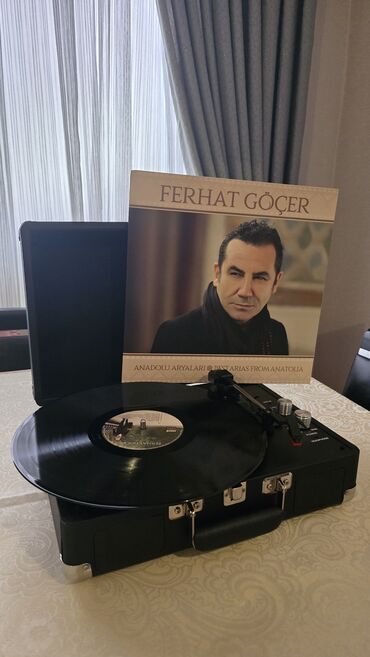 FERHAT GÖÇER
ANADOLU ARYALARI
ARIAS FROM ANATOLIA